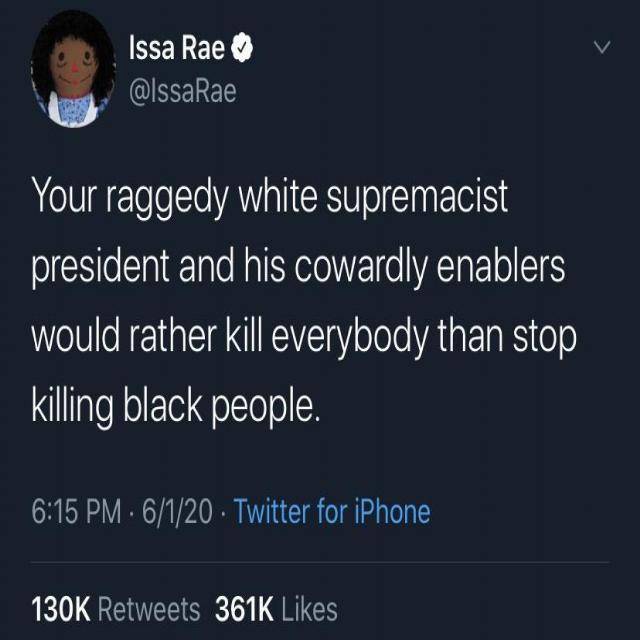 Issa Rae
@IssaRae
Your raggedy white supremacist
president and his cowardly enablers
would rather kill everybody than stop
killing black people.
6:15 PM · 6/1/20 · Twitter for iPhone
130K Retweets 361K Likes